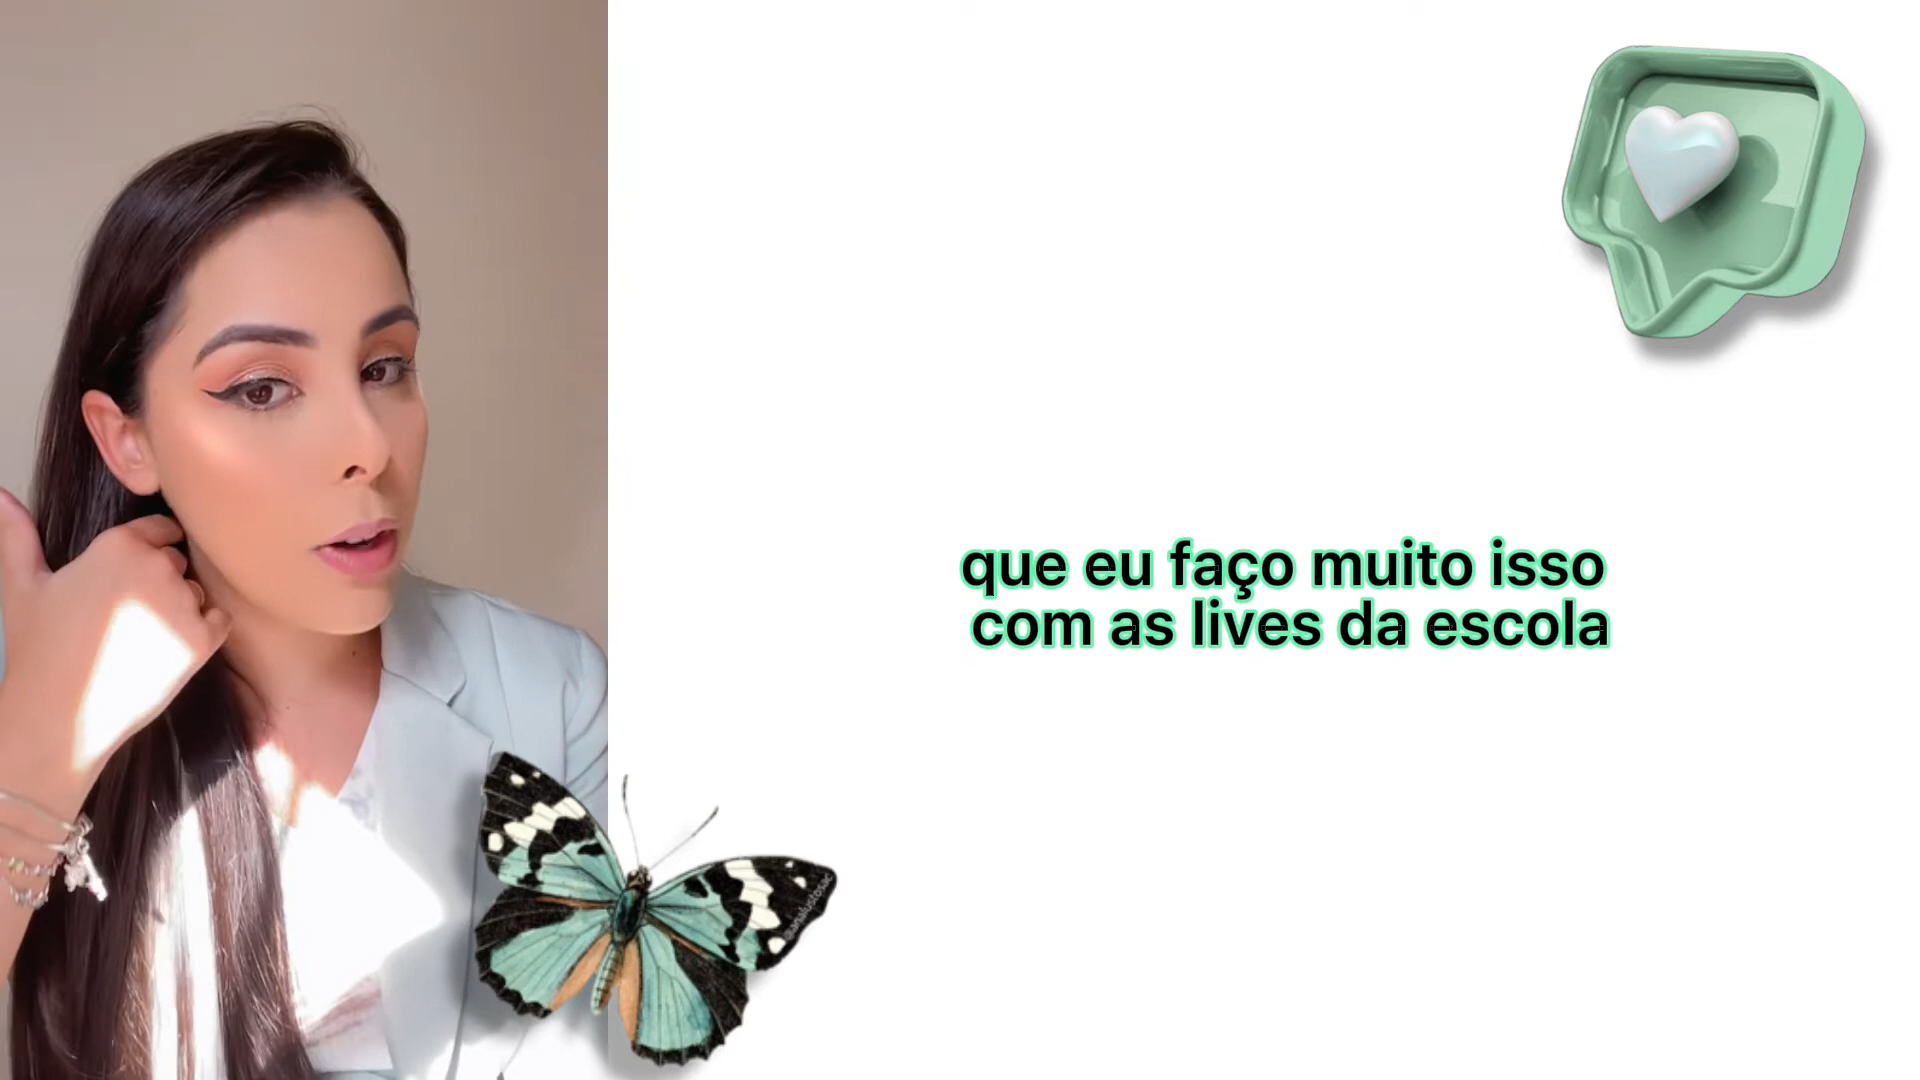 que eu faço muito isso
com as lives da escola